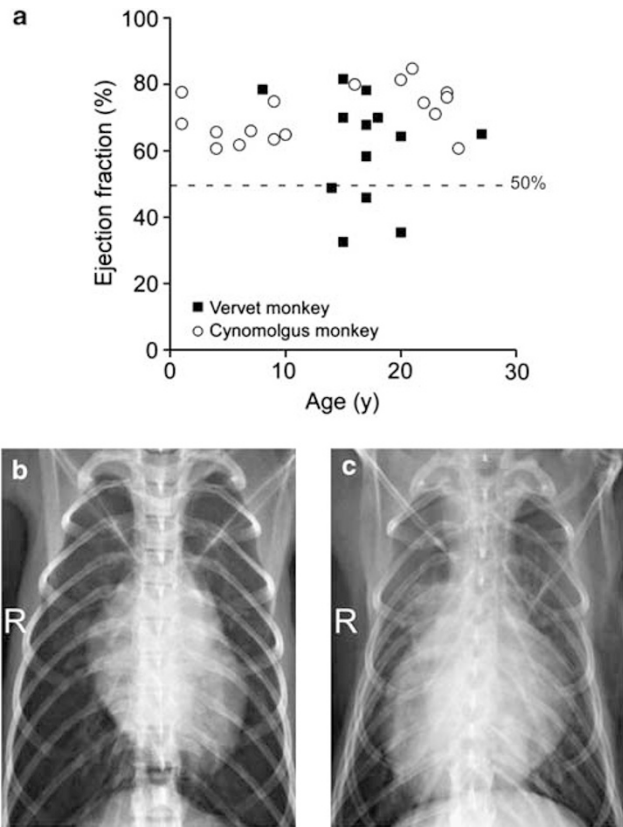 a
100
80
60
40
20
0
Ejection fraction (%)
50%
Vervet monkey
Cynomolgus monkey
0 10 20 30
Age (y)
b c
R R